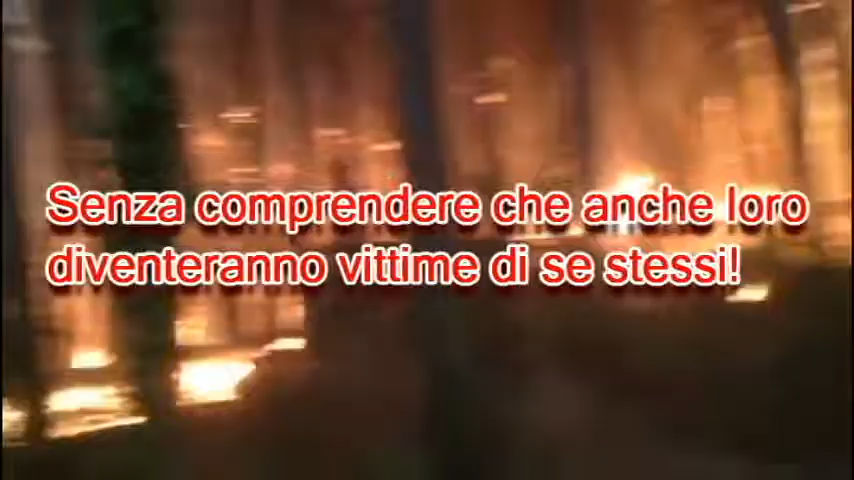 Senza comprendere che anche loro
diventeranno vittime di se stessi!